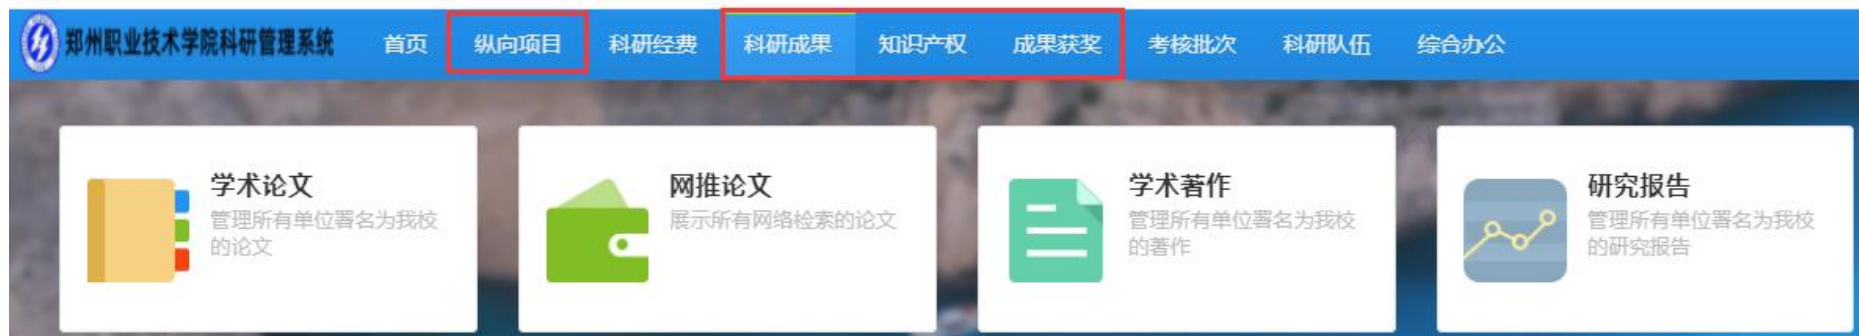 郑州职业技术学院科研管理系统 首页 纵向项目 科研经费 科研成果 知识产权 成果获奖 考核批次 科研队伍 综合办公
学术论文
管理所有单位署名为我校
的论文
网推论文
展示所有网络检索的论文
学术著作
管理所有单位署名为我校
的著作
研究报告
管理所有单位署名为我校
的研究报告